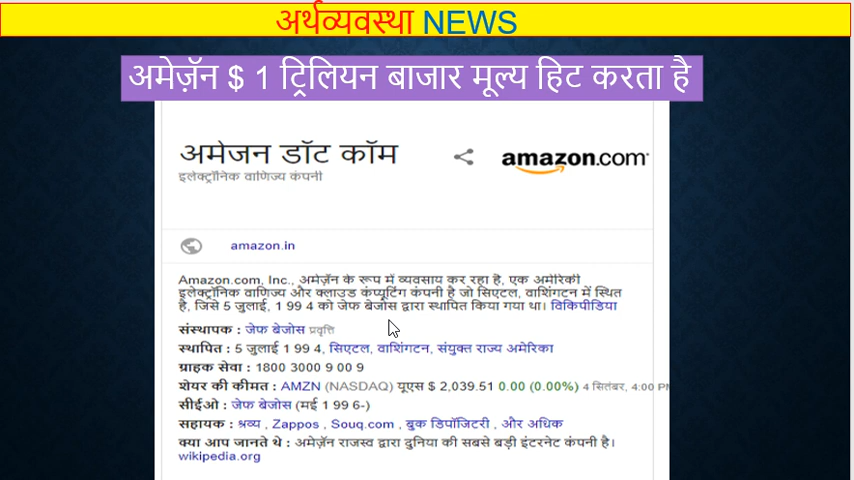 अर्थव्यवस्था NEWS
अमेज़ॅन $ 1 ट्रिलियन बाजार मूल्य हिट करता है
अमेजन डॉट कॉम
amazon.com
इलेक्ट्रॉनिक वाणिज्य कंपनी
amazon.in
Amazon.com, Inc., अमेज़ॅन के रूप में व्यवसाय कर रहा है, एक अमेरिकी
इलेक्ट्रॉनिक वाणिज्य और क्लाउड कंप्यूटिंग कंपनी है जो सिएटल, वाशिंगटन में स्थित
है, जिसे 5 जुलाई, 1 99 4 को जेफ बेजोस द्वारा स्थापित किया गया था। विकिपीडिया
संस्थापक : जेफ बेजोस प्रवृत्ति
स्थापित : 5 जुलाई 1 99 4, सिएटल, वाशिंगटन, संयुक्त राज्य अमेरिका
ग्राहक सेवा : 1800 3000 9 00 9
शेयर की कीमत : AMZN (NASDAQ) यूएस $ 2,039.51 0.00 (0.00%) 4 सितंबर, 4:00 PM
सीईओ : जेफ बेजोस (मई 1 99 6-)
सहायक : श्रव्य , Zappos , Souq.com , बुक डिपॉजिटरी , और अधिक
क्या आप जानते थे : अमेज़ॅन राजस्व द्वारा दुनिया की सबसे बड़ी इंटरनेट कंपनी है।
wikipedia.org